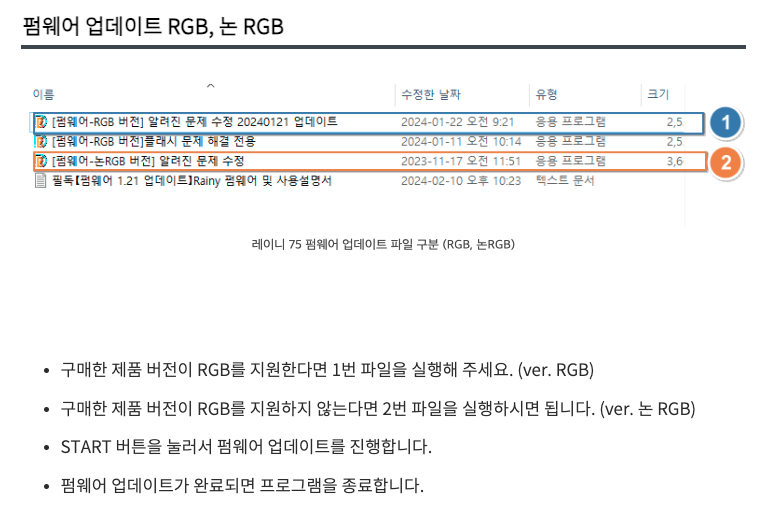 펌웨어 업데이트 RGB, 논 RGB
이름 수정한 날짜 유형 크기
[펌웨어-RGB 버전] 알려진 문제 수정 20240121 업데이트 2024-01-22 오전 9:21 응용 프로그램 2,5 1
[펌웨어-RGB 버전]플래시 문제 해결 전용 2024-01-11 오전 10:14 응용 프로그램 2,5
[펌웨어-논RGB 버전] 알려진 문제 수정 2023-11-17 오전 11:51 응용 프로그램 3,6 2
필독【펌웨어 1.21 업데이트】Rainy 펌웨어 및 사용설명서 2024-02-10 오후 10:23 텍스트 문서
레이니 75 펌웨어 업데이트 파일 구분 (RGB, 논RGB)
• 구매한 제품 버전이 RGB를 지원한다면 1번 파일을 실행해 주세요. (ver. RGB)
• 구매한 제품 버전이 RGB를 지원하지 않는다면 2번 파일을 실행하시면 됩니다. (ver. 논 RGB)
• START 버튼을 눌러서 펌웨어 업데이트를 진행합니다.
• 펌웨어 업데이트가 완료되면 프로그램을 종료합니다.